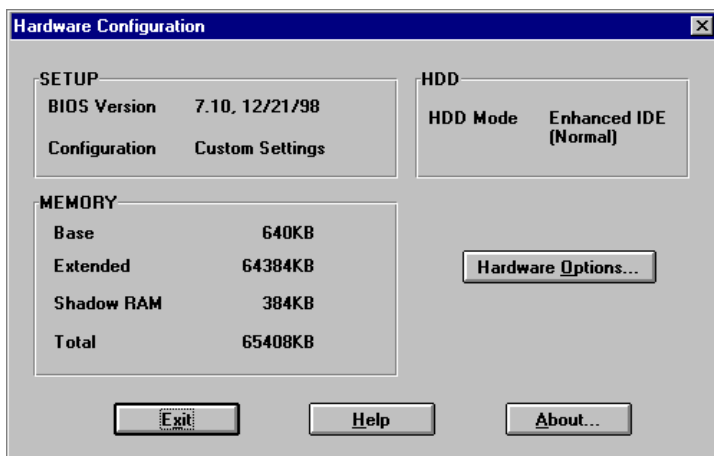 Hardware Configuration
SETUP
BIOS Version 7.10, 12/21/98
Configuration Custom Settings
HDD
HDD Mode Enhanced IDE
(Normal)
MEMORY
Base 640KB
Extended 64384KB
Shadow RAM 384KB
Total 65408KB
Hardware Options...
Exit Help About...